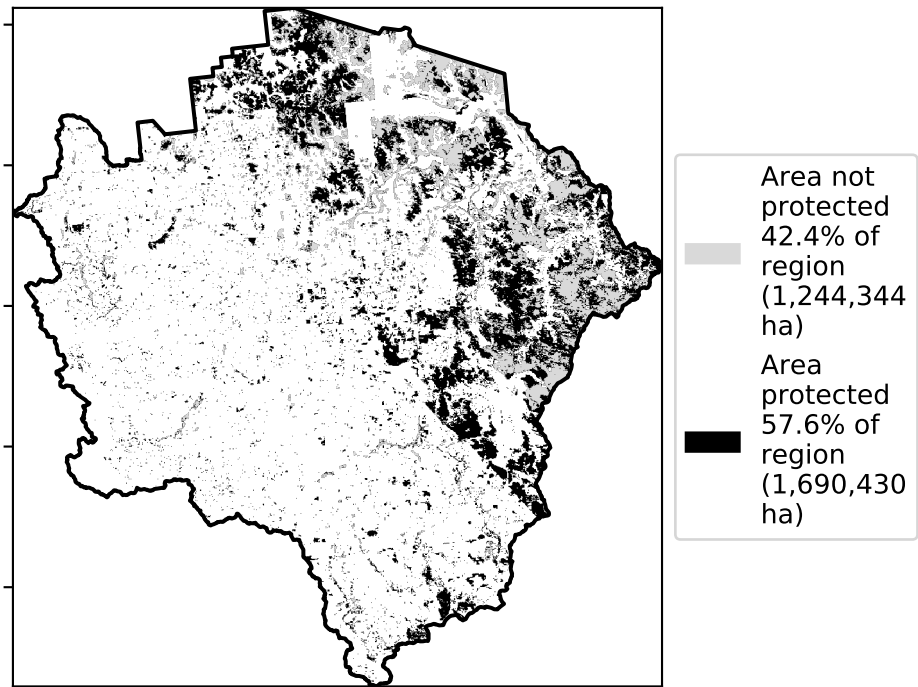 Area not
protected
42.4% of
region
(1,244,344
ha)
Area
protected
57.6% of
region
(1,690,430
ha)